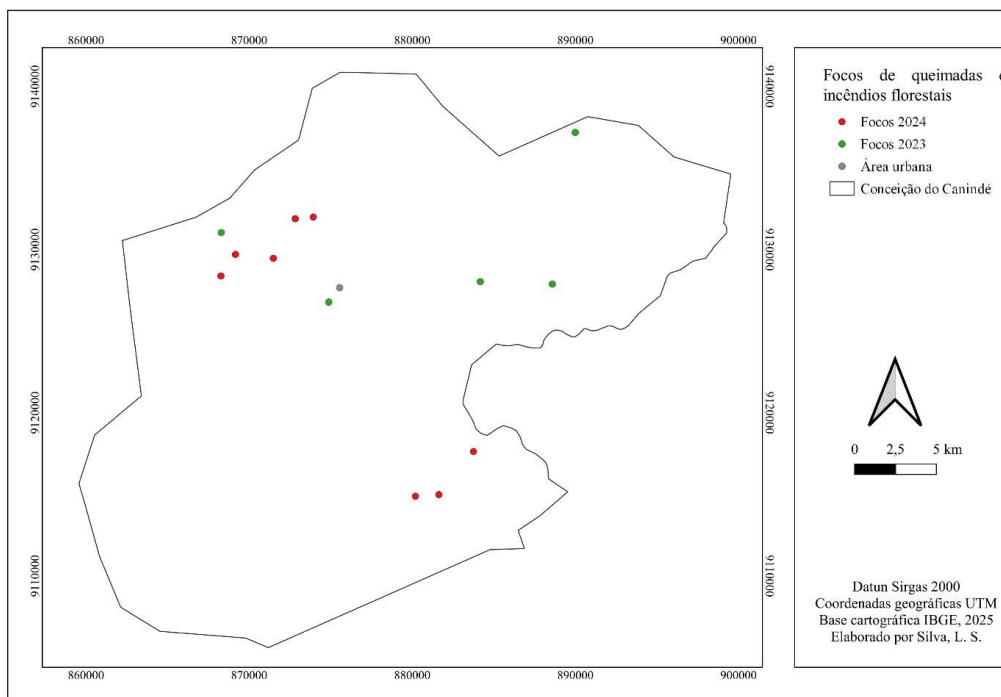 860000 870000 880000 890000 900000
9140000 9140000
9130000 9130000
9120000 9120000
9110000 9110000
860000 870000 880000 890000 900000
Focos de queimadas
incêndios florestais
Focos 2024
Focos 2023
Área urbana
Conceição do Canindé
0 2,5 5 km
Datun Sirgas 2000
Coordenadas geográficas UTM
Base cartográfica IBGE, 2025
Elaborado por Silva, L. S.